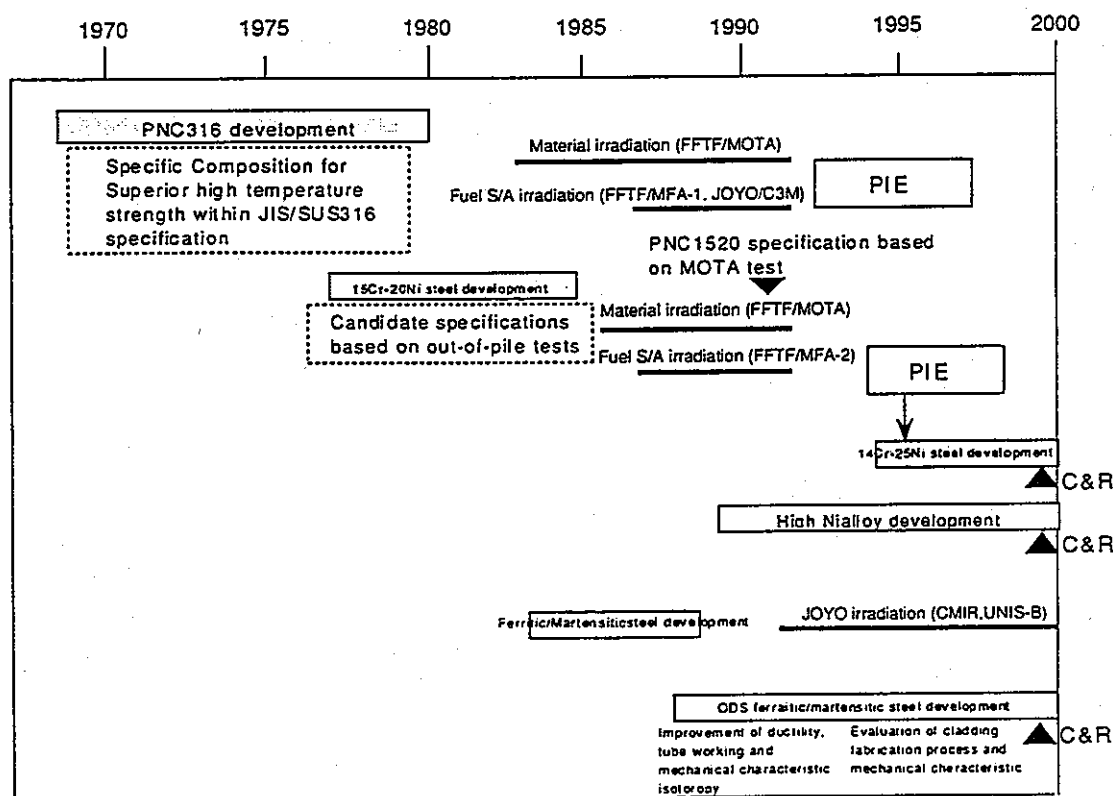 1970 1975 1980 1985 1990 1995 2000
PNC316 development
Specific Composition for
Superior high temperature
strength within JIS/SUS316
specification
Material irradiation (FFTF/MOTA)
Fuel S/A irradiation (FFTF/MFA-1, JOYO/C3M)
PIE
PNC1520 specification based
on MOTA test
15Cr-20Ni steel development
Candidate specifications
based on out-of-pile tests
Material irradiation (FFTF/MOTA)
Fuel S/A irradiation (FFTF/MFA-2)
PIE
14Cr-25Ni steel development
C&R
High Nialloy development
C&R
Ferritic/Martensiticsteel development
JOYO irradiation (CMIR,UNIS-B)
ODS ferraitic/martensitic steel development
Improvement of ductility,
tube working and
mechanical characteristic
isotoropy
Evaluation of cladding
fabrication process and
mechanical cheracteristic
C&R